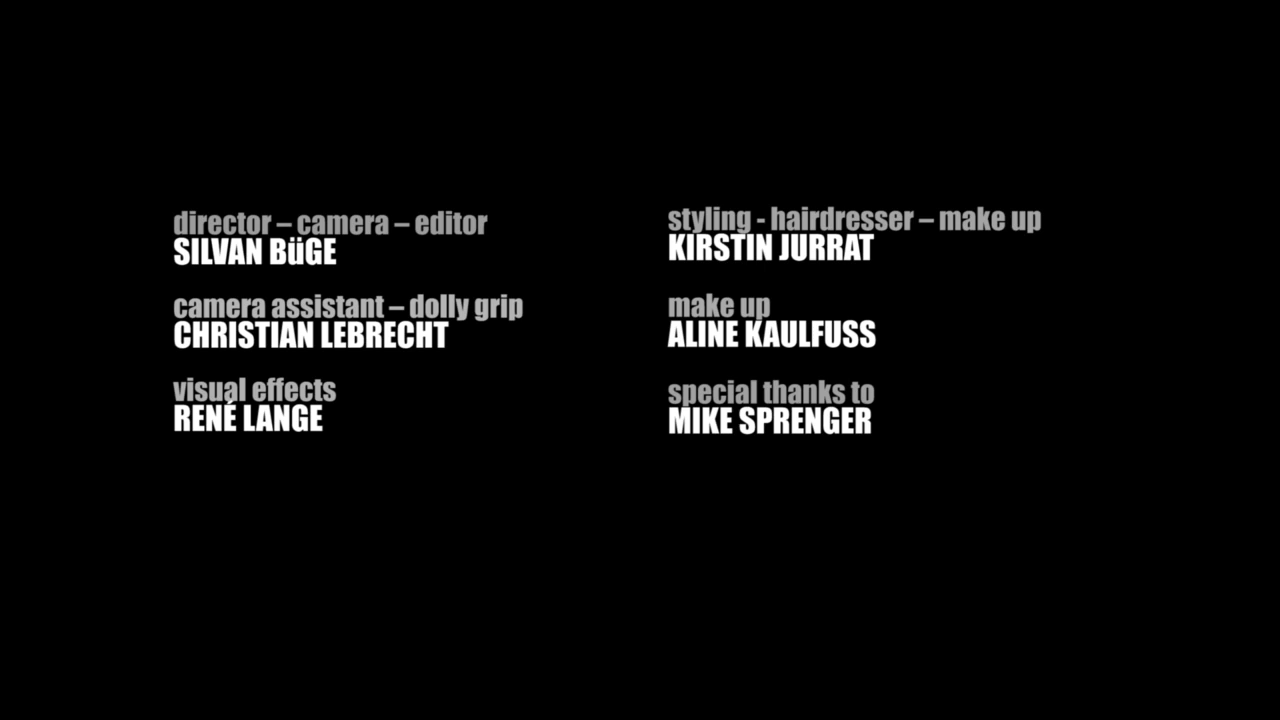 director – camera – editor
SILVAN BüGE
camera assistant – dolly grip
CHRISTIAN LEBRECHT
visual effects
RENÉ LANGE
styling - hairdresser – make up
KIRSTIN JURRAT
make up
ALINE KAULFUSS
special thanks to
MIKE SPRENGER